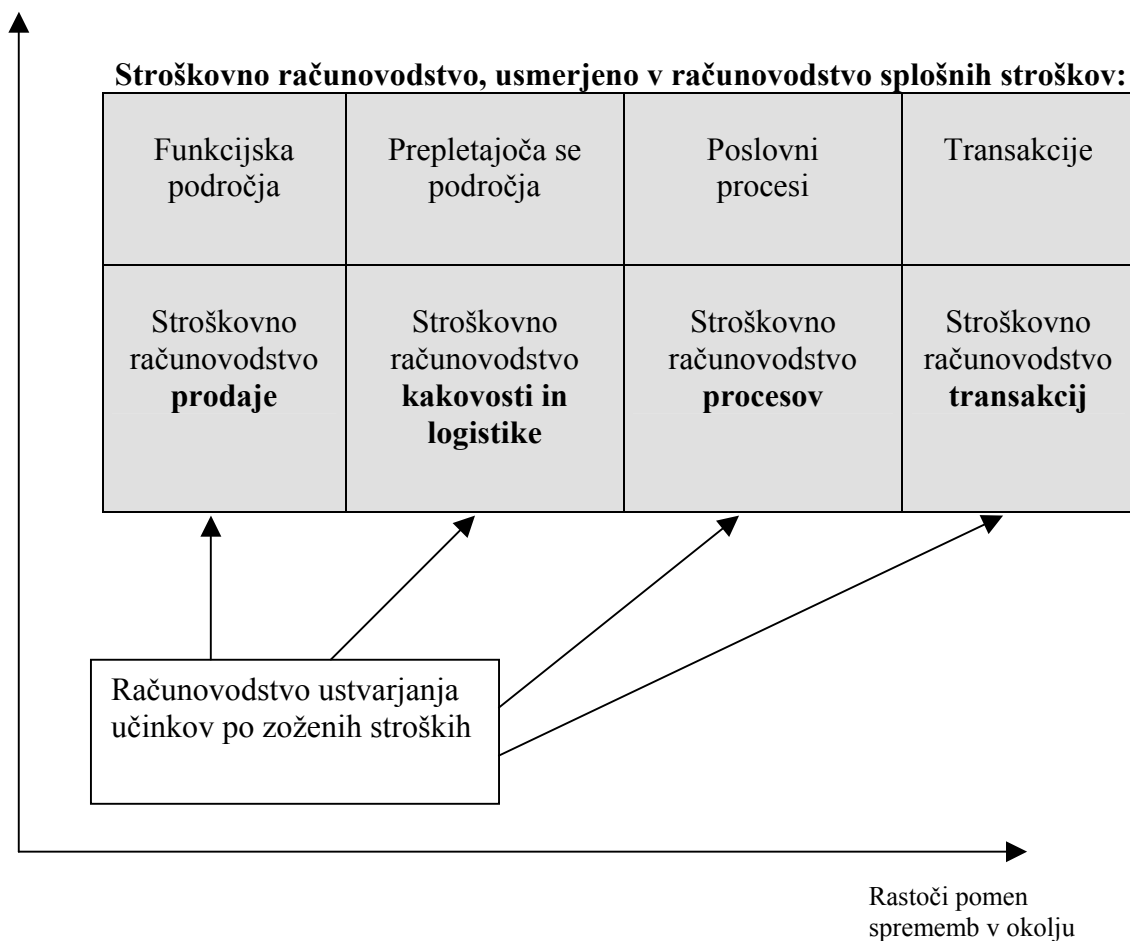 Stroškovno računovodstvo, usmerjeno v računovodstvo splošnih stroškov:
Funkcijska
področja
Prepletajoča se
področja
Poslovni
procesi
Transakcije
Stroškovno
računovodstvo
prodaje
Stroškovno
računovodstvo
kakovosti in
logistike
Stroškovno
računovodstvo
procesov
Stroškovno
računovodstvo
transakcij
Računovodstvo ustvarjanja
učinkov po zoženih stroških
Rastoči pomen
sprememb v okolju